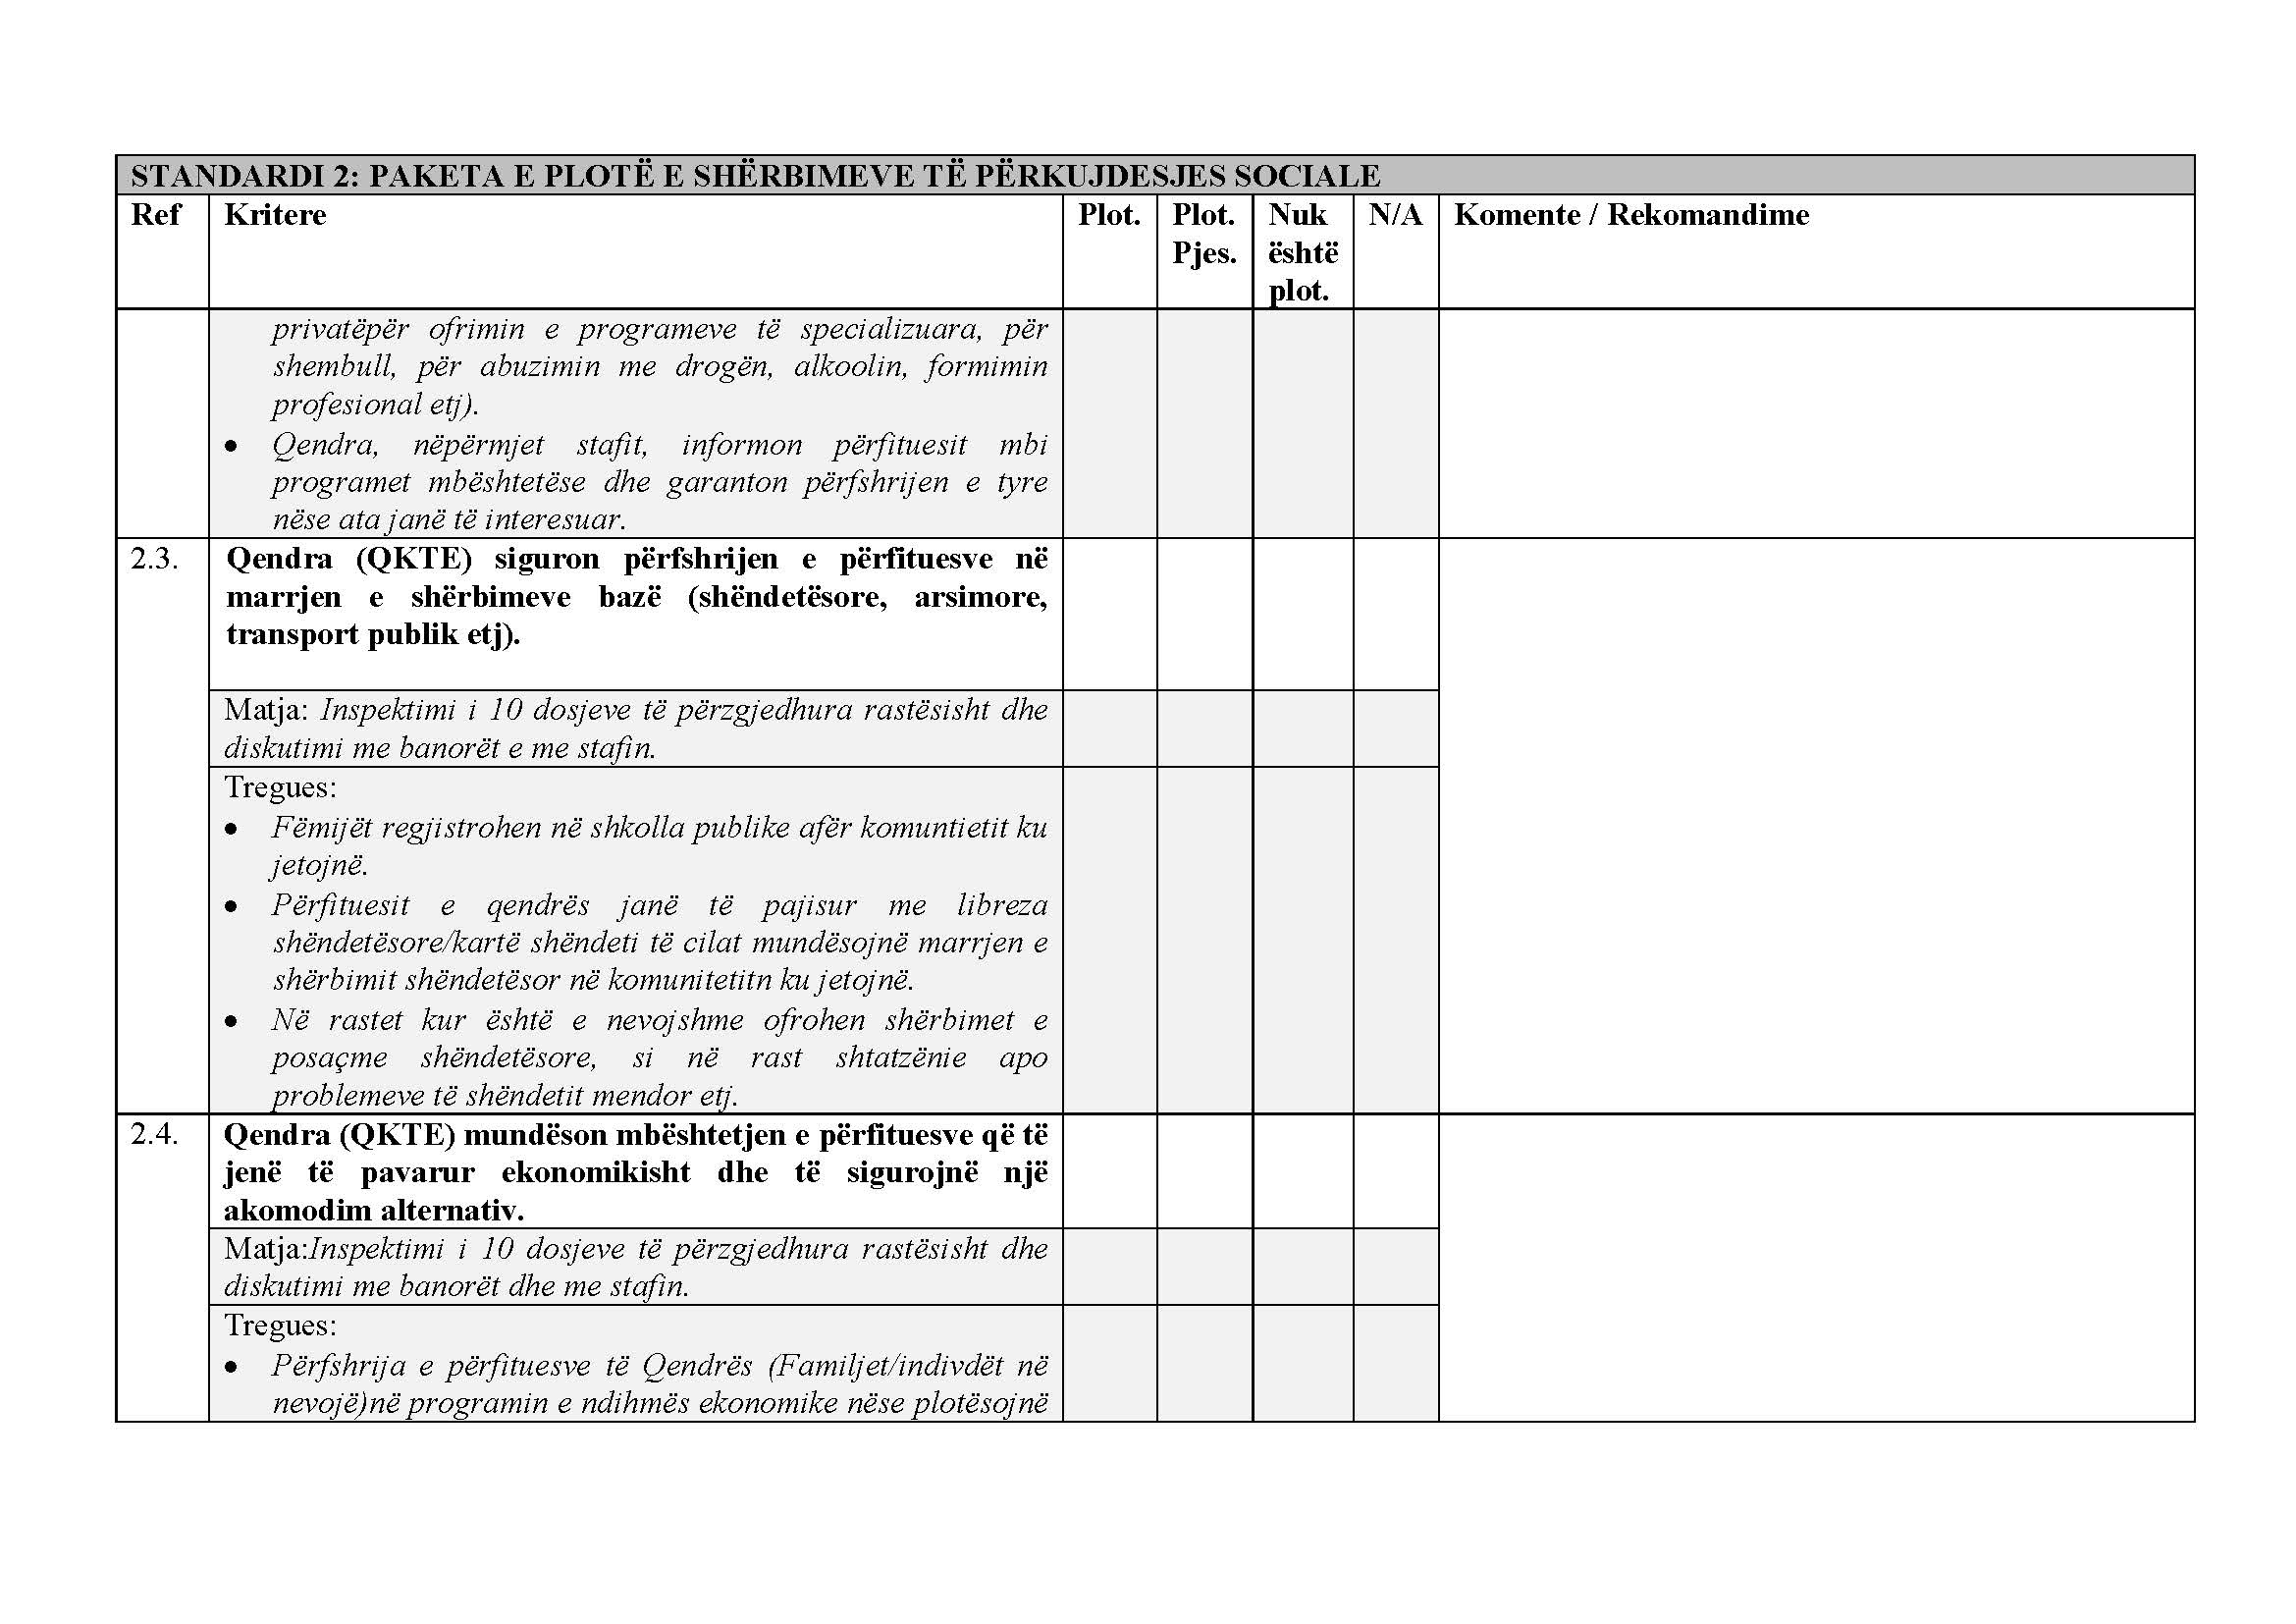 STANDARDI 2: PAKETA E PLOTË E SHËRBIMEVE TË PËRKUJDESJES SOCIALE
Ref Kritere Plot. Plot. Nuk N/A Komente / Rekomandime
Pjes. është
plot.
privatëpër ofrimin e programeve të specializuara, për
shembull, për abuzimin me drogën, alkoolin, formimin
profesional etj).
• Qendra, nëpërmjet stafit, informon përfituesit mbi
programet mbështetëse dhe garanton përfshrijen e tyre
nëse ata janë të interesuar.
2.3. Qendra (QKTE) siguron përfshrijen e përfituesve në
marrjen e shërbimeve bazë (shëndetësore, arsimore,
transport publik etj).
Matja: Inspektimi i 10 dosjeve të përzgjedhura rastësisht dhe
diskutimi me banorët e me stafin.
Tregues:
• Fëmijët regjistrohen në shkolla publike afër komuntietit ku
jetojnë.
• Përfituesit e qendrës janë të pajisur me libreza
shëndetësore/kartë shëndeti të cilat mundësojnë marrjen e
shërbimit shëndetësor në komunitetitn ku jetojnë.
• Në rastet kur është e nevojshme ofrohen shërbimet e
posaçme shëndetësore, si në rast shtatzënie apo
problemeve të shëndetit mendor etj.
2.4. Qendra (QKTE) mundëson mbështetjen e përfituesve që të
jenë të pavarur ekonomikisht dhe të sigurojnë një
akomodim alternativ.
Matja:Inspektimi i 10 dosjeve të përzgjedhura rastësisht dhe
diskutimi me banorët dhe me stafin.
Tregues:
• Përfshrija e përfituesve të Qendrës (Familjet/indivdët në
nevojë)në programin e ndihmës ekonomike nëse plotësojnë